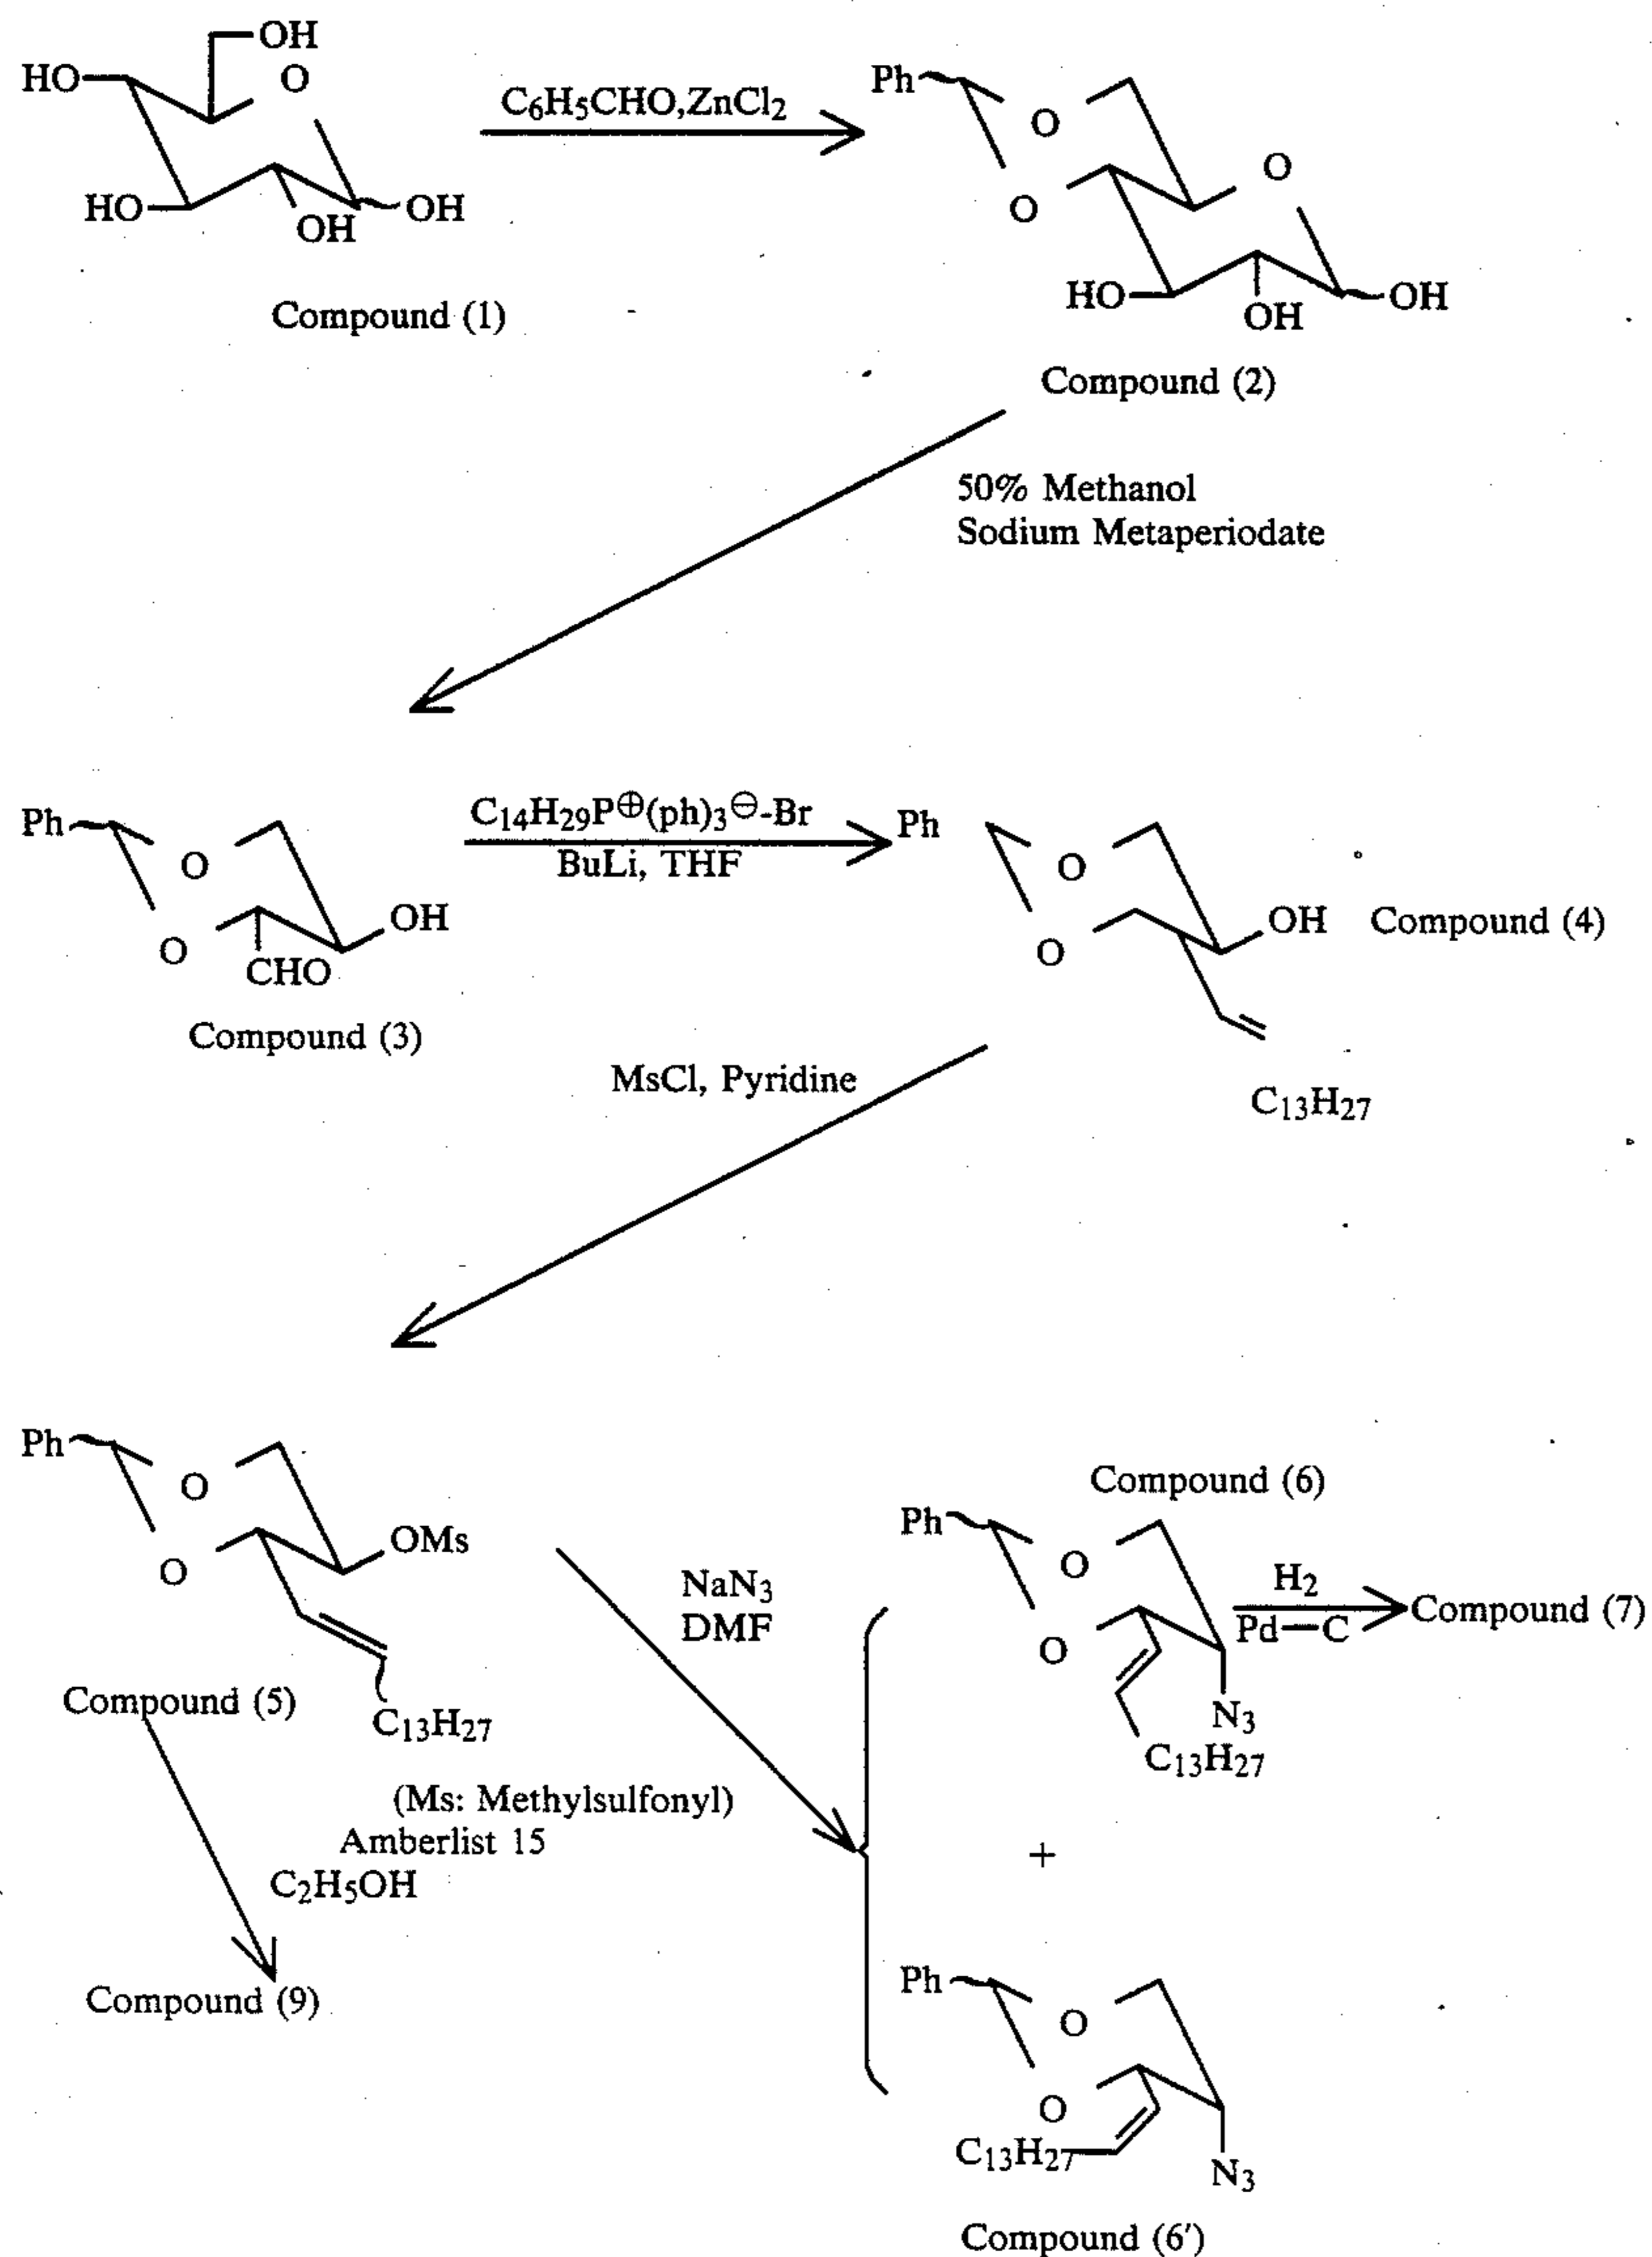 OH
HO
O
HO
OH
OH
Compound (1)
C6H5CHO,ZnCl2
Ph
O
O
O
HO
OH
OH
Compound (2)
50% Methanol
Sodium Metaperiodate
Ph
O
O
OH
CHO
Compound (3)
C14H29P⊕(ph)3⊖-Br
BuLi, THF
Ph
O
O
OH
Compound (4)
C13H27
MsCl, Pyridine
Ph
O
O
OMs
C13H27
Compound (5)
(Ms: Methylsulfonyl)
Amberlist 15
C2H5OH
Compound (9)
NaN3
DMF
Compound (6)
Ph
O
O
N3
C13H27
H2
Pd—C
Compound (7)
+
Ph
O
O
C13H27
N3
Compound (6')